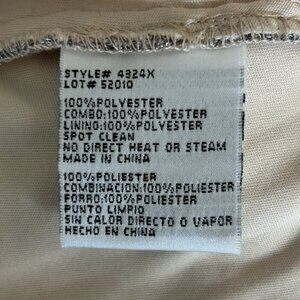 STYLE# 4324X
LOT# 52010
100%POLYESTER
COMBO:100%POLYESTER
LINING:100%POLYESTER
SPOT CLEAN
NO DIRECT HEAT OR STEAM
MADE IN CHINA
100%POLIESTER
COMBINACION:100%POLIESTER
FORRO:100%POLIESTER
PUNTO LIMPIO
SIN CALOR DIRECTO O VAPOR
HECHO EN CHINA